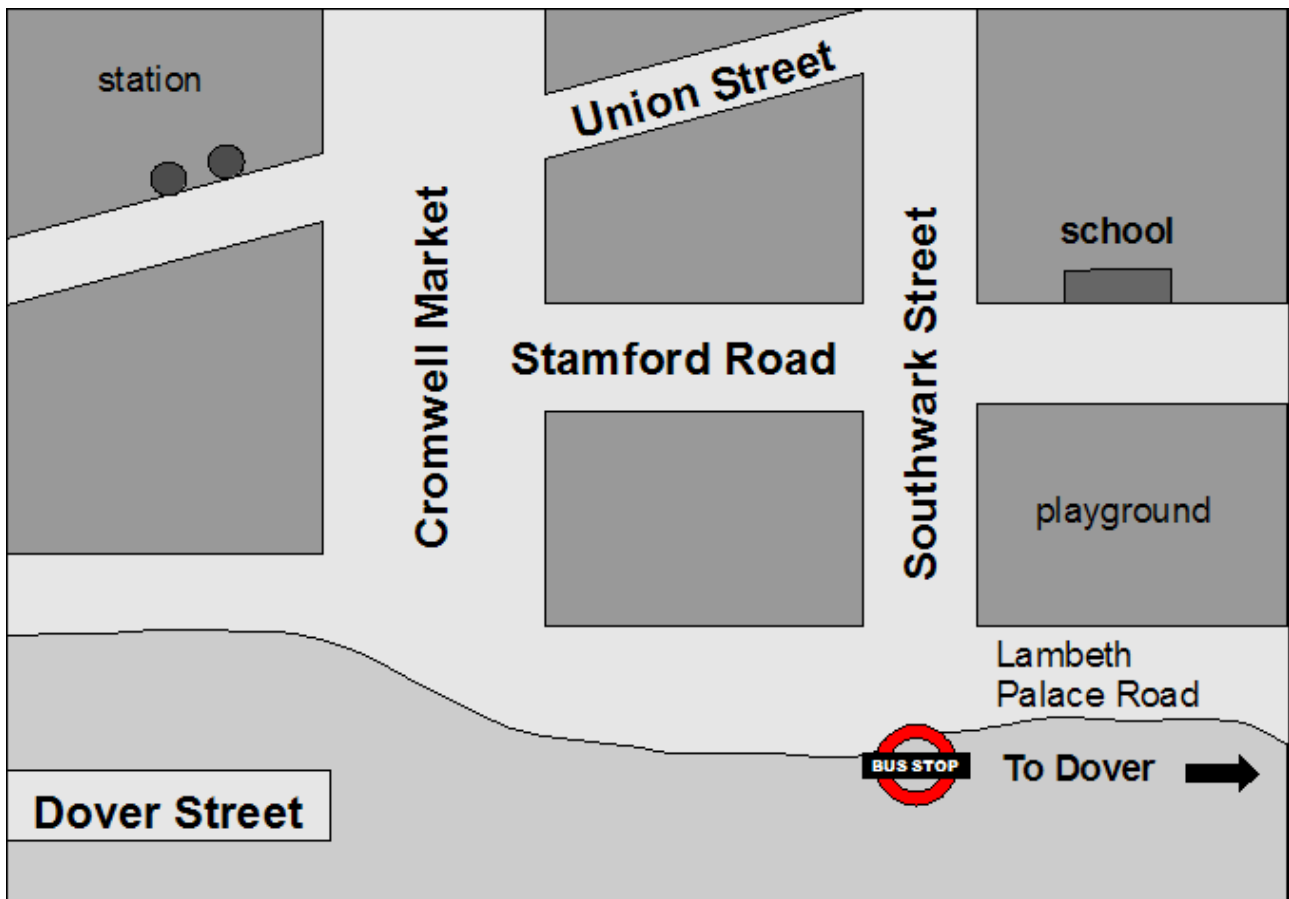 station
Union Street
school
Cromwell Market
Stamford Road
Southwark Street
playground
Lambeth
Palace Road
BUS STOP
To Dover
Dover Street